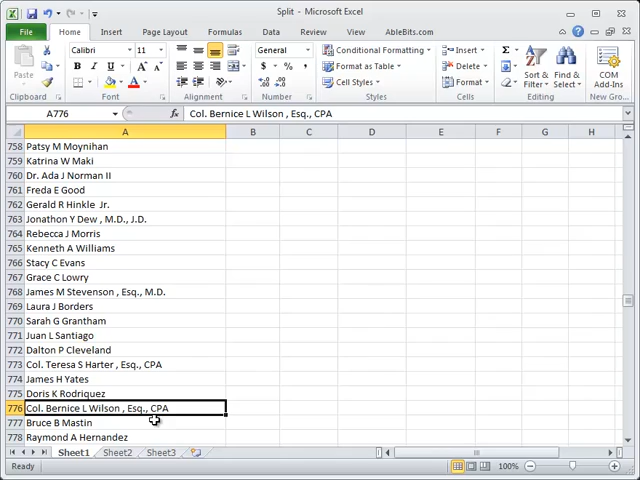 Split - Microsoft Excel
File Home Insert Page Layout Formulas Data Review View AbleBits.com
Calibri 11 General Conditional Formatting Insert Σ
Paste B I U A A $ % , Format as Table Delete Sort & Filter Find & Select COM Add-Ins
Cell Styles Format
Clipboard Font Alignment Number Styles Cells Editing New Gro...
A776 fx Col. Bernice L Wilson , Esq., CPA
A B C D E F G H
758 Patsy M Moynihan
759 Katrina W Maki
760 Dr. Ada J Norman II
761 Freda E Good
762 Gerald R Hinkle Jr.
763 Jonathon Y Dew , M.D., J.D.
764 Rebecca J Morris
765 Kenneth A Williams
766 Stacy C Evans
767 Grace C Lowry
768 James M Stevenson , Esq., M.D.
769 Laura J Borders
770 Sarah G Grantham
771 Juan L Santiago
772 Dalton P Cleveland
773 Col. Teresa S Harter , Esq., CPA
774 James H Yates
775 Doris K Rodriquez
776 Col. Bernice L Wilson , Esq., CPA
777 Bruce B Mastin
778 Raymond A Hernandez
Sheet1 Sheet2 Sheet3
Ready 100%